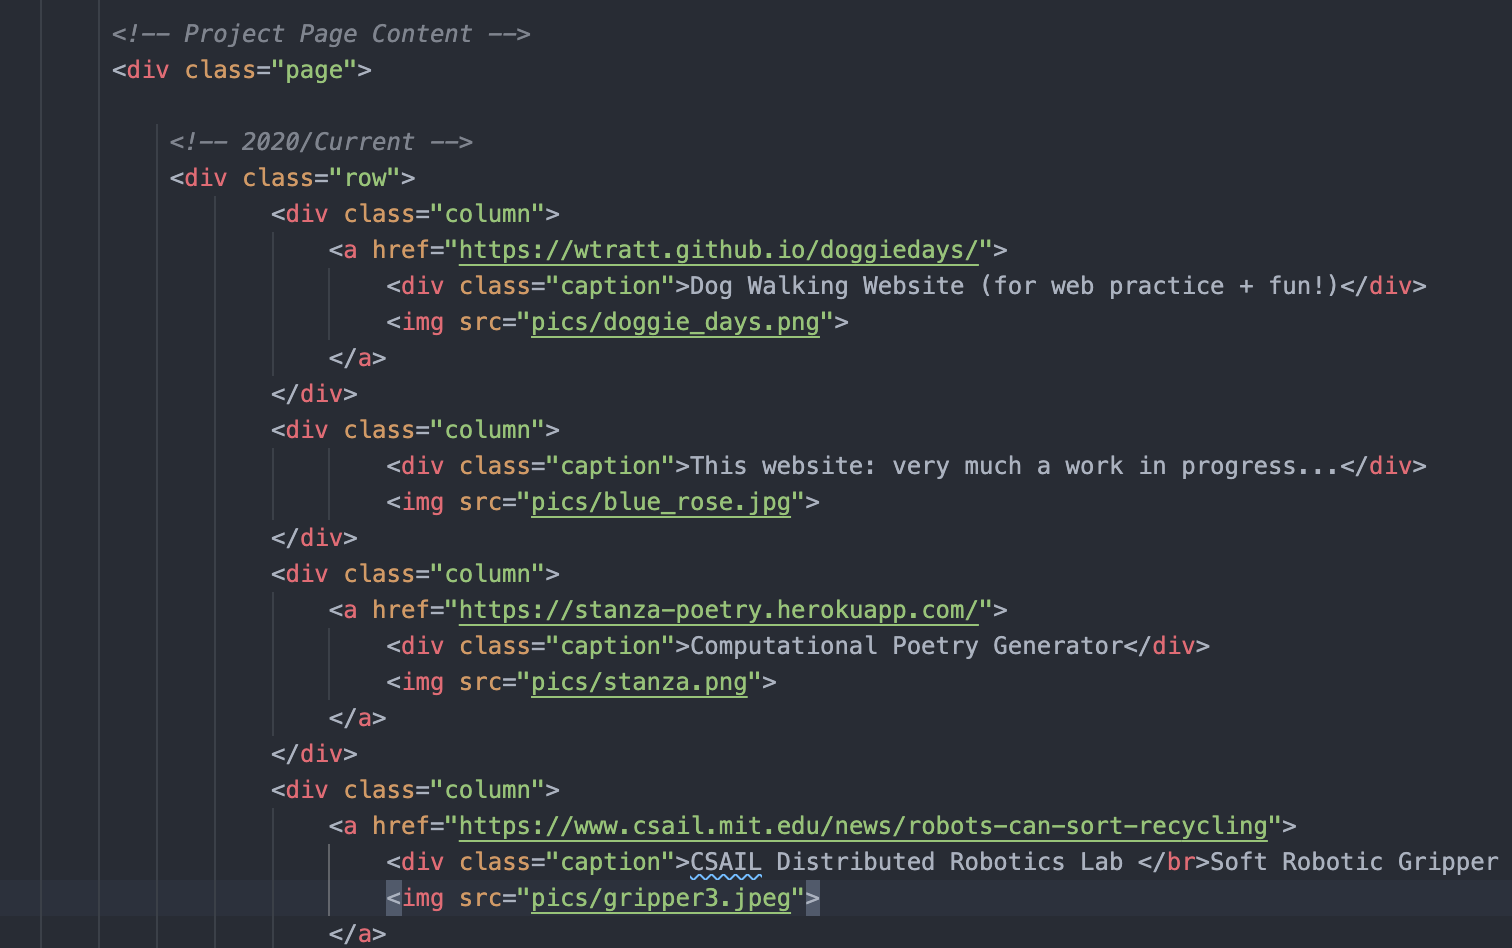 <!-- Project Page Content -->
<div class="page">
<!-- 2020/Current -->
<div class="row">
<div class="column">
<a href="https://wtratt.github.io/doggiedays/">
<div class="caption">Dog Walking Website (for web practice + fun!)</div>
<img src="pics/doggie_days.png">
</a>
</div>
<div class="column">
<div class="caption">This website: very much a work in progress...</div>
<img src="pics/blue_rose.jpg">
</div>
<div class="column">
<a href="https://stanza-poetry.herokuapp.com/">
<div class="caption">Computational Poetry Generator</div>
<img src="pics/stanza.png">
</a>
</div>
<div class="column">
<a href="https://www.csail.mit.edu/news/robots-can-sort-recycling">
<div class="caption">CSAIL Distributed Robotics Lab </br>Soft Robotic Gripper
<img src="pics/gripper3.jpeg">
</a>